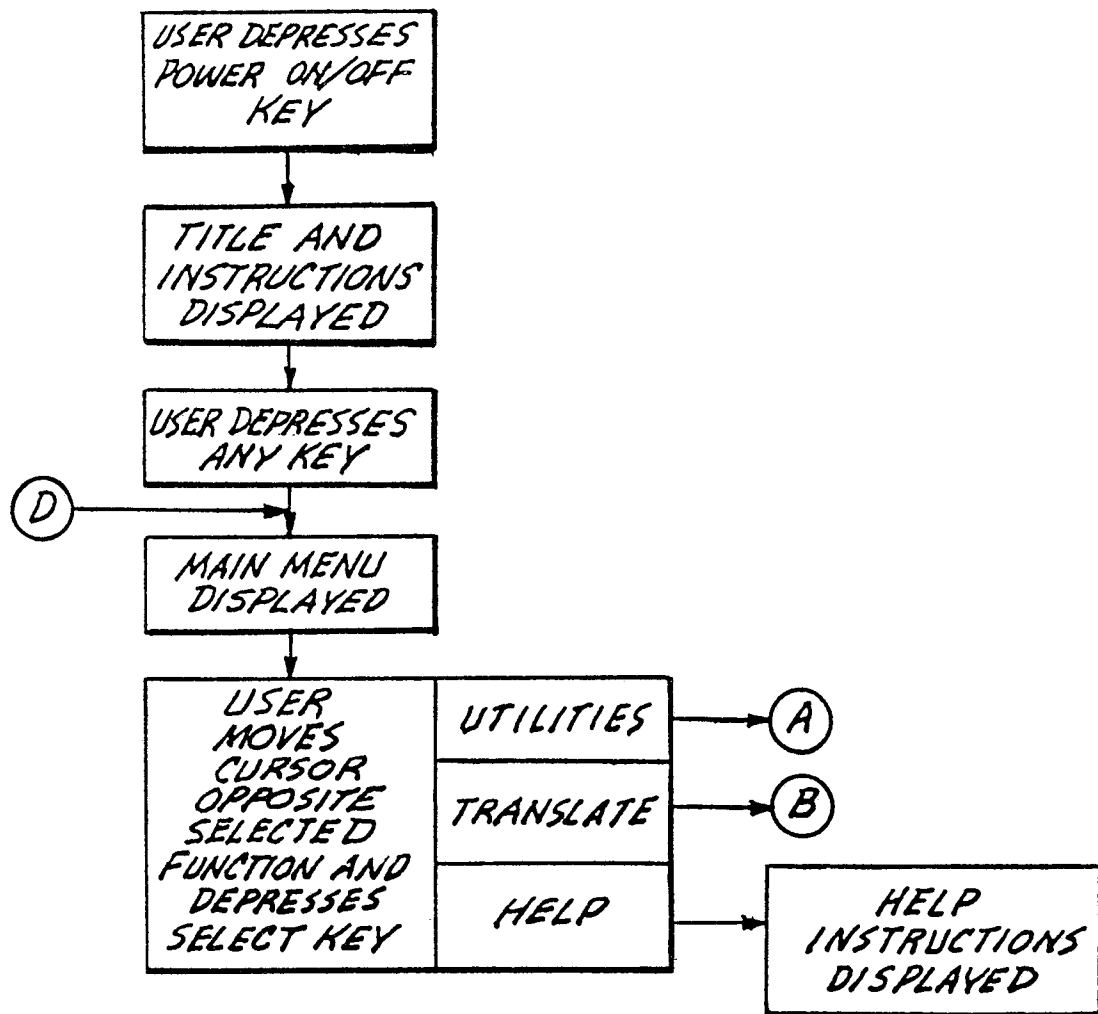 USER DEPRESSES
POWER ON/OFF
KEY
TITLE AND
INSTRUCTIONS
DISPLAYED
USER DEPRESSES
ANY KEY
D
MAIN MENU
DISPLAYED
USER
MOVES
CURSOR
OPPOSITE
SELECTED
FUNCTION AND
DEPRESSES
SELECT KEY
UTILITIES
A
TRANSLATE
B
HELP
HELP
INSTRUCTIONS
DISPLAYED